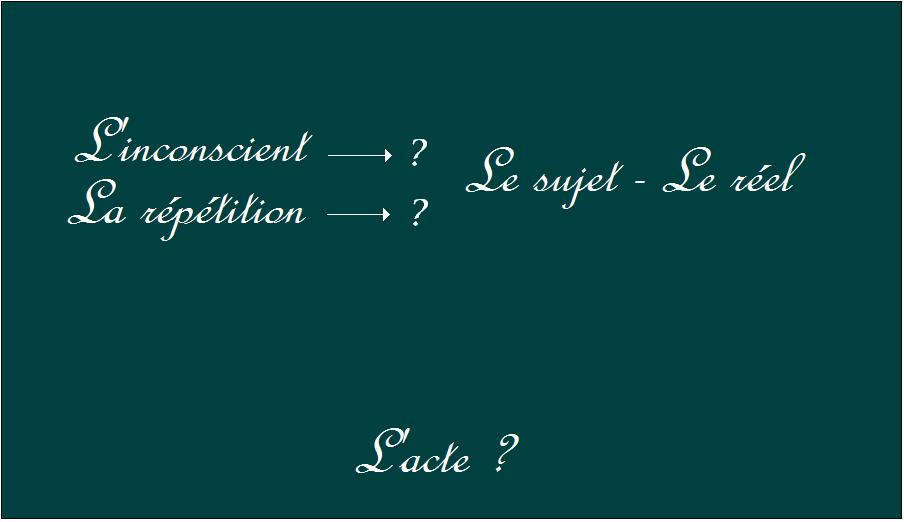 L'inconscient → ?
La répétition → ?
Le sujet - Le réel
L'acte ?